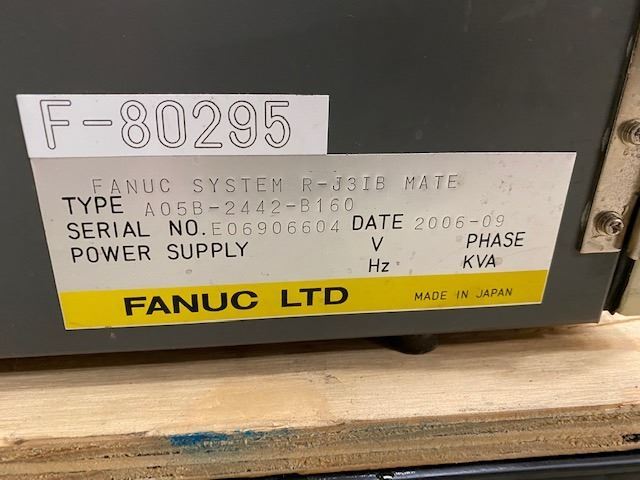 F-80295
FANUC SYSTEM R-J3IB MATE
TYPE A05B-2442-B160
SERIAL NO. E06906604 DATE 2006-09
POWER SUPPLY V PHASE
Hz KVA
FANUC LTD MADE IN JAPAN